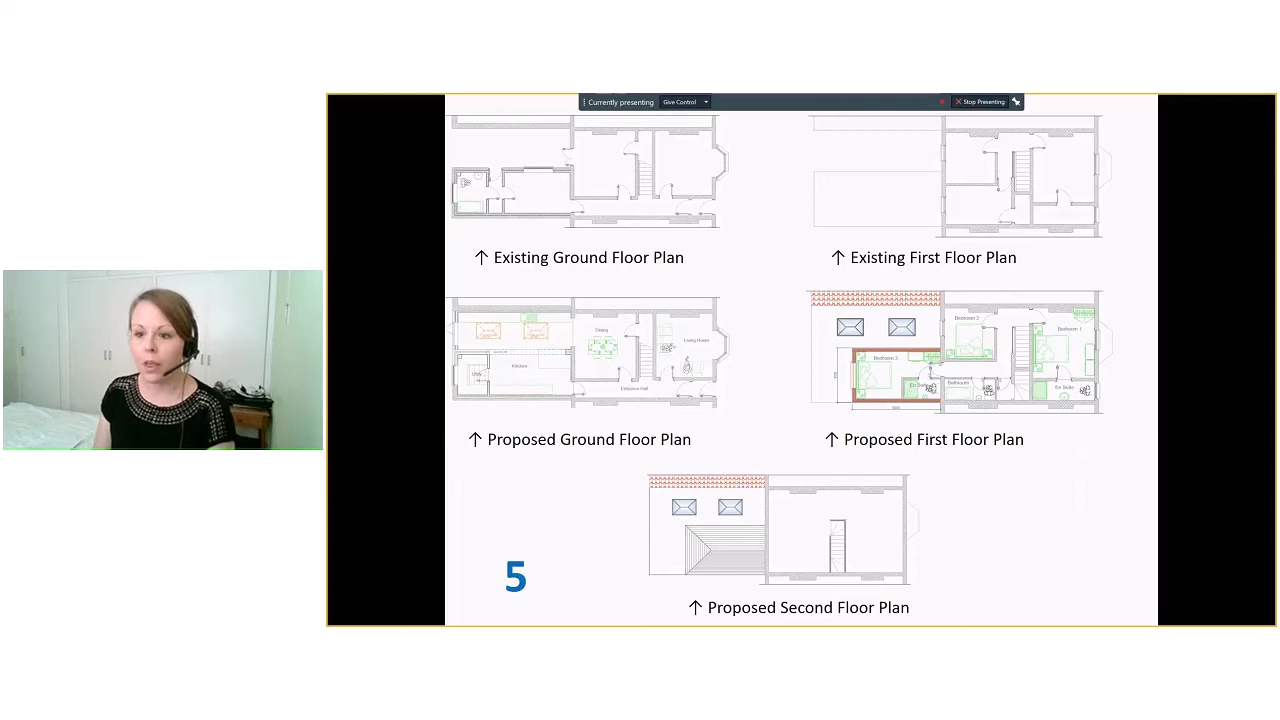 Currently presenting Give Control Stop Presenting
↑ Existing Ground Floor Plan
↑ Existing First Floor Plan
Dining
Living Room
Kitchen
Utility
Entrance Hall
↑ Proposed Ground Floor Plan
Bedroom 2
Bedroom 1
Bedroom 3
En Suite
Bathroom
En Suite
↑ Proposed First Floor Plan
5
↑ Proposed Second Floor Plan